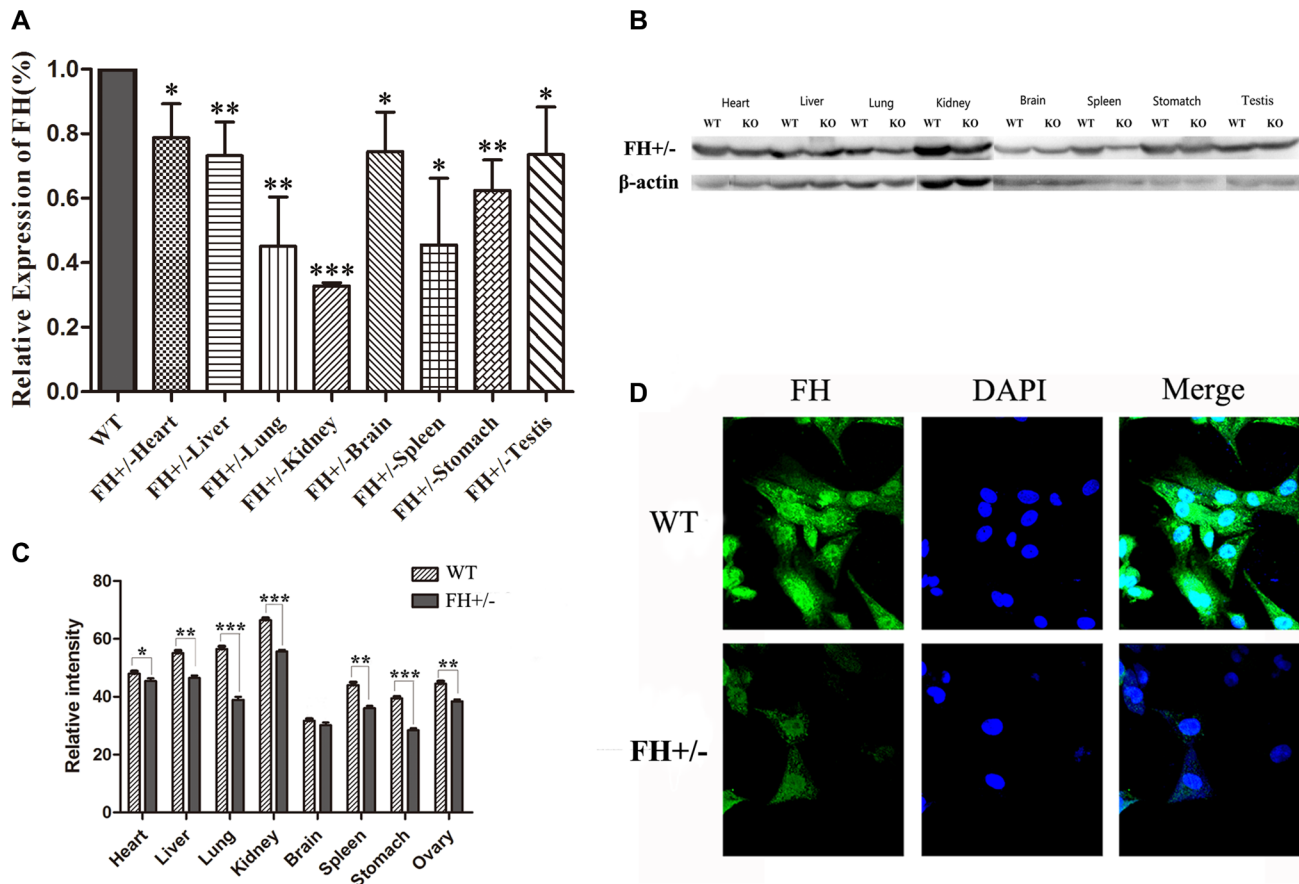 A
Relative Expression of FH(%)
1.0
0.8
0.6
0.4
0.2
0.0
*
**
**
***
*
*
**
*
WT
FH+/-Heart
FH+/-Liver
FH+/-Lung
FH+/-Kidney
FH+/-Brain
FH+/-Spleen
FH+/-Stomach
FH+/-Testis
B
Heart Liver Lung Kidney Brain Spleen Stomatch Testis
WT KO WT KO WT KO WT KO WT KO WT KO WT KO WT KO
FH+/-
β-actin
C
Relative intensity
80
60
40
20
0
WT
FH+/-
*
**
***
***
**
***
**
Heart
Liver
Lung
Kidney
Brain
Spleen
Stomach
Ovary
D
FH DAPI Merge
WT
FH+/-